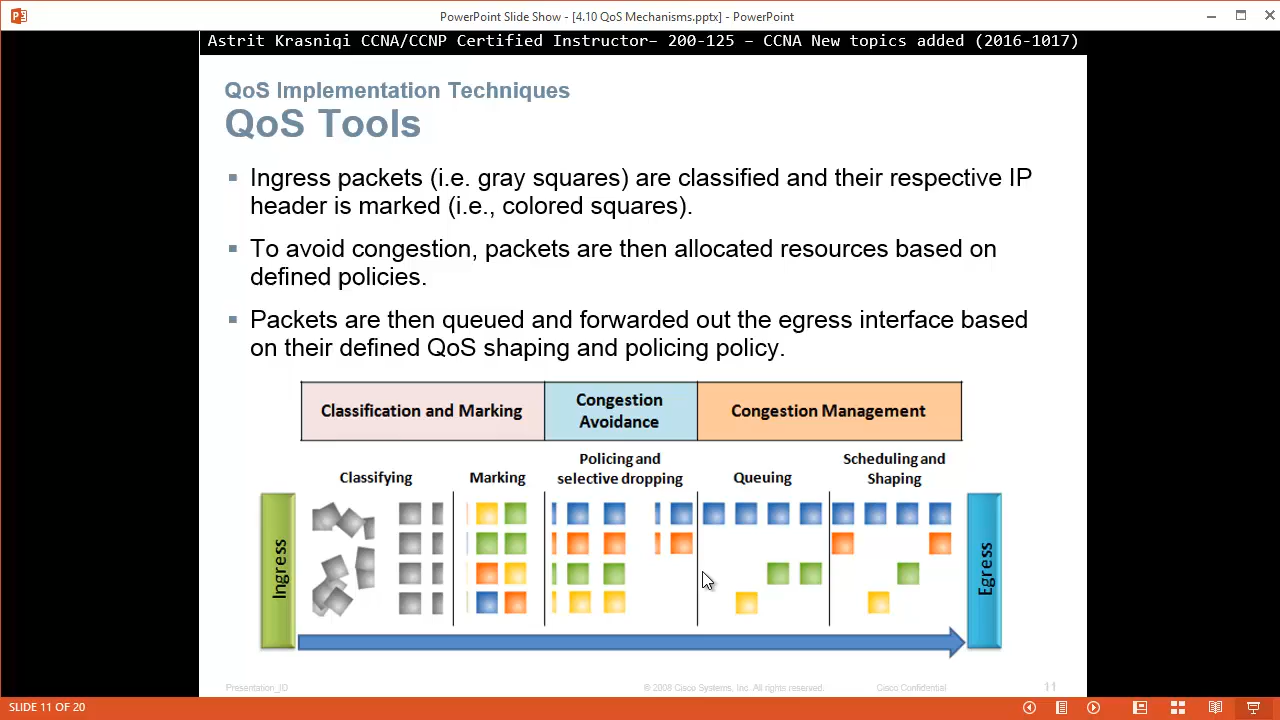 PowerPoint Slide Show - [4.10 QoS Mechanisms.pptx] - PowerPoint
Astrit Krasniqi CCNA/CCNP Certified Instructor– 200-125 – CCNA New topics added (2016-1017)
QoS Implementation Techniques
QoS Tools
Ingress packets (i.e. gray squares) are classified and their respective IP
header is marked (i.e., colored squares).
To avoid congestion, packets are then allocated resources based on
defined policies.
Packets are then queued and forwarded out the egress interface based
on their defined QoS shaping and policing policy.
Classification and Marking
Congestion
Avoidance
Congestion Management
Classifying
Marking
Policing and
selective dropping
Queuing
Scheduling and
Shaping
Ingress
Egress
Presentation_ID
© 2008 Cisco Systems, Inc. All rights reserved.
Cisco Confidential
11
SLIDE 11 OF 20